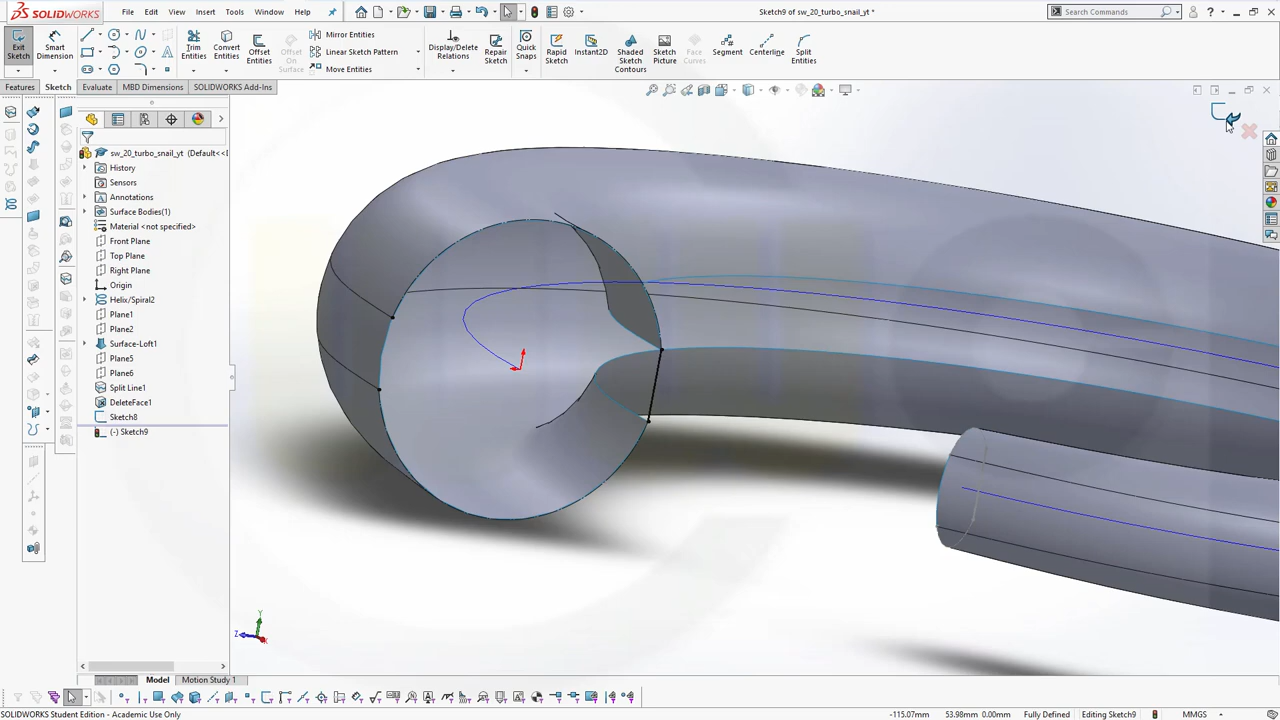 SOLIDWORKS
File
Edit
View
Insert
Tools
Window
Sketch9 of sw_20_turbo_snail_yt *
Search Commands
Exit Sketch
Smart Dimension
Trim Entities
Convert Entities
Offset Entities
Offset On Surface
Mirror Entities
Linear Sketch Pattern
Move Entities
Display/Delete Relations
Repair Sketch
Quick Snaps
Rapid Sketch
Instant2D
Shaded Sketch Contours
Sketch Picture
Face Curves
Segment
Centerline
Split Entities
Features
Sketch
Evaluate
MBD Dimensions
SOLIDWORKS Add-Ins
sw_20_turbo_snail_yt (Default<<D
History
Sensors
Annotations
Surface Bodies(1)
Material <not specified>
Front Plane
Top Plane
Right Plane
Origin
Helix/Spiral2
Plane1
Plane2
Surface-Loft1
Plane5
Plane6
Split Line1
DeleteFace1
Sketch8
(-) Sketch9
Y
Z
X
Model
Motion Study 1
SOLIDWORKS Student Edition - Academic Use Only
-115.07mm
53.98mm
0.00mm
Fully Defined
Editing Sketch9
MMGS